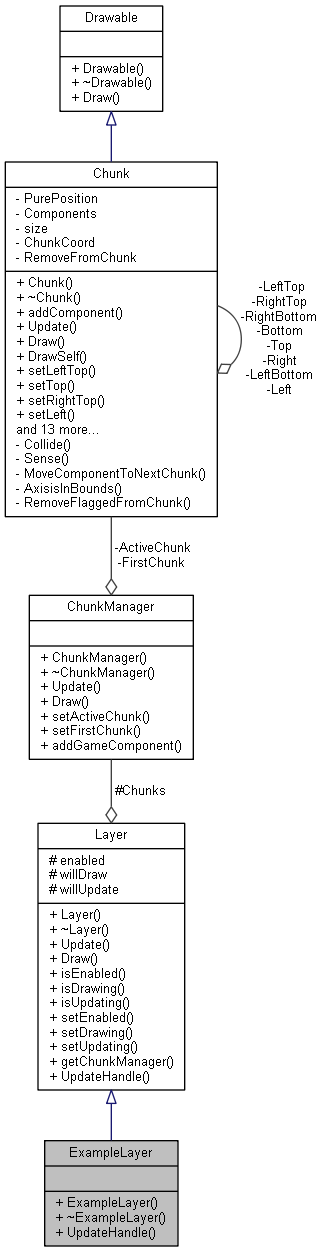 Drawable
+ Drawable()
+ ~Drawable()
+ Draw()
Chunk
- PurePosition
- Components
- size
- ChunkCoord
- RemoveFromChunk
+ Chunk()
+ ~Chunk()
+ addComponent()
+ Update()
+ Draw()
+ DrawSelf()
+ setLeftTop()
+ setTop()
+ setRightTop()
+ setLeft()
and 13 more...
- Collide()
- Sense()
- MoveComponentToNextChunk()
- AxisisInBounds()
- RemoveFlaggedFromChunk()
-LeftTop
-RightTop
-RightBottom
-Bottom
-Top
-Right
-LeftBottom
-Left
-ActiveChunk
-FirstChunk
ChunkManager
+ ChunkManager()
+ ~ChunkManager()
+ Update()
+ Draw()
+ setActiveChunk()
+ setFirstChunk()
+ addGameComponent()
#Chunks
Layer
# enabled
# willDraw
# willUpdate
+ Layer()
+ ~Layer()
+ Update()
+ Draw()
+ isEnabled()
+ isDrawing()
+ isUpdating()
+ setEnabled()
+ setDrawing()
+ setUpdating()
+ getChunkManager()
+ UpdateHandle()
ExampleLayer
+ ExampleLayer()
+ ~ExampleLayer()
+ UpdateHandle()